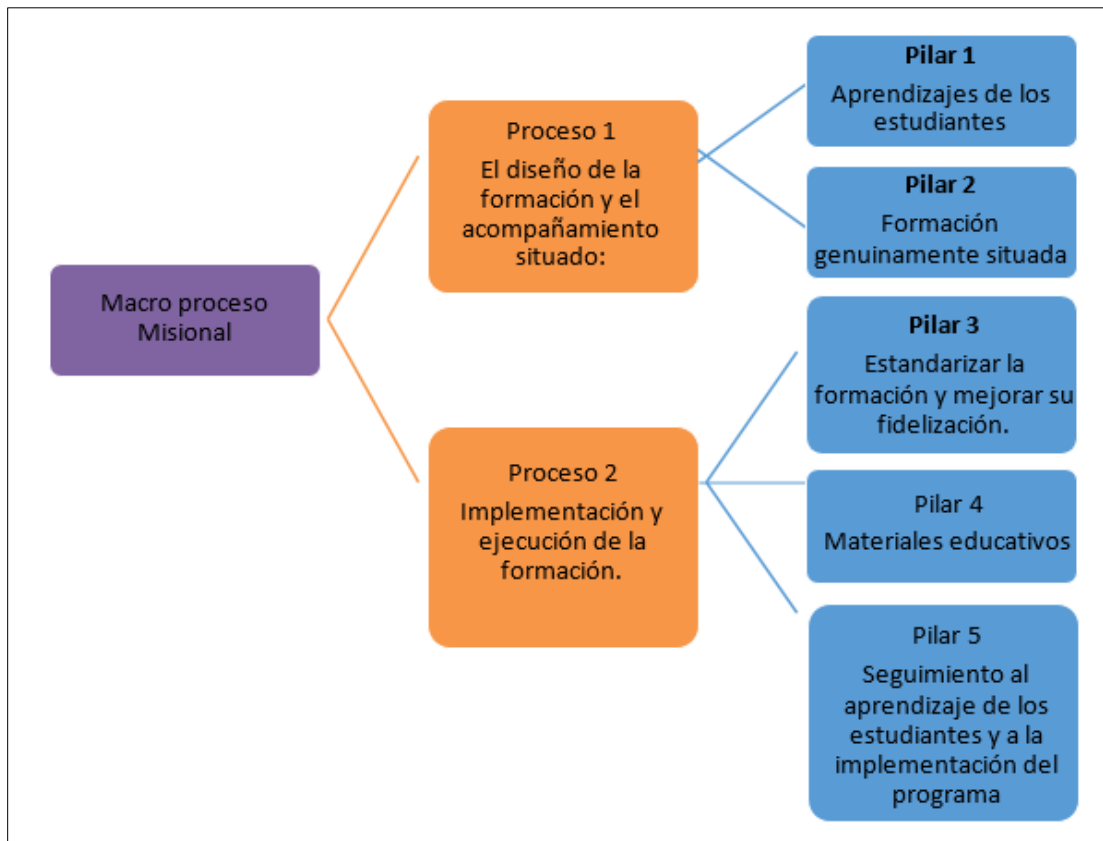 Macro proceso
Misional
Proceso 1
El diseño de la
formación y el
acompañamiento
situado:
Pilar 1
Aprendizajes de los
estudiantes
Pilar 2
Formación
genuinamente situada
Proceso 2
Implementación y
ejecución de la
formación.
Pilar 3
Estandarizar la
formación y mejorar su
fidelización.
Pilar 4
Materiales educativos
Pilar 5
Seguimiento al
aprendizaje de los
estudiantes y a la
implementación del
programa